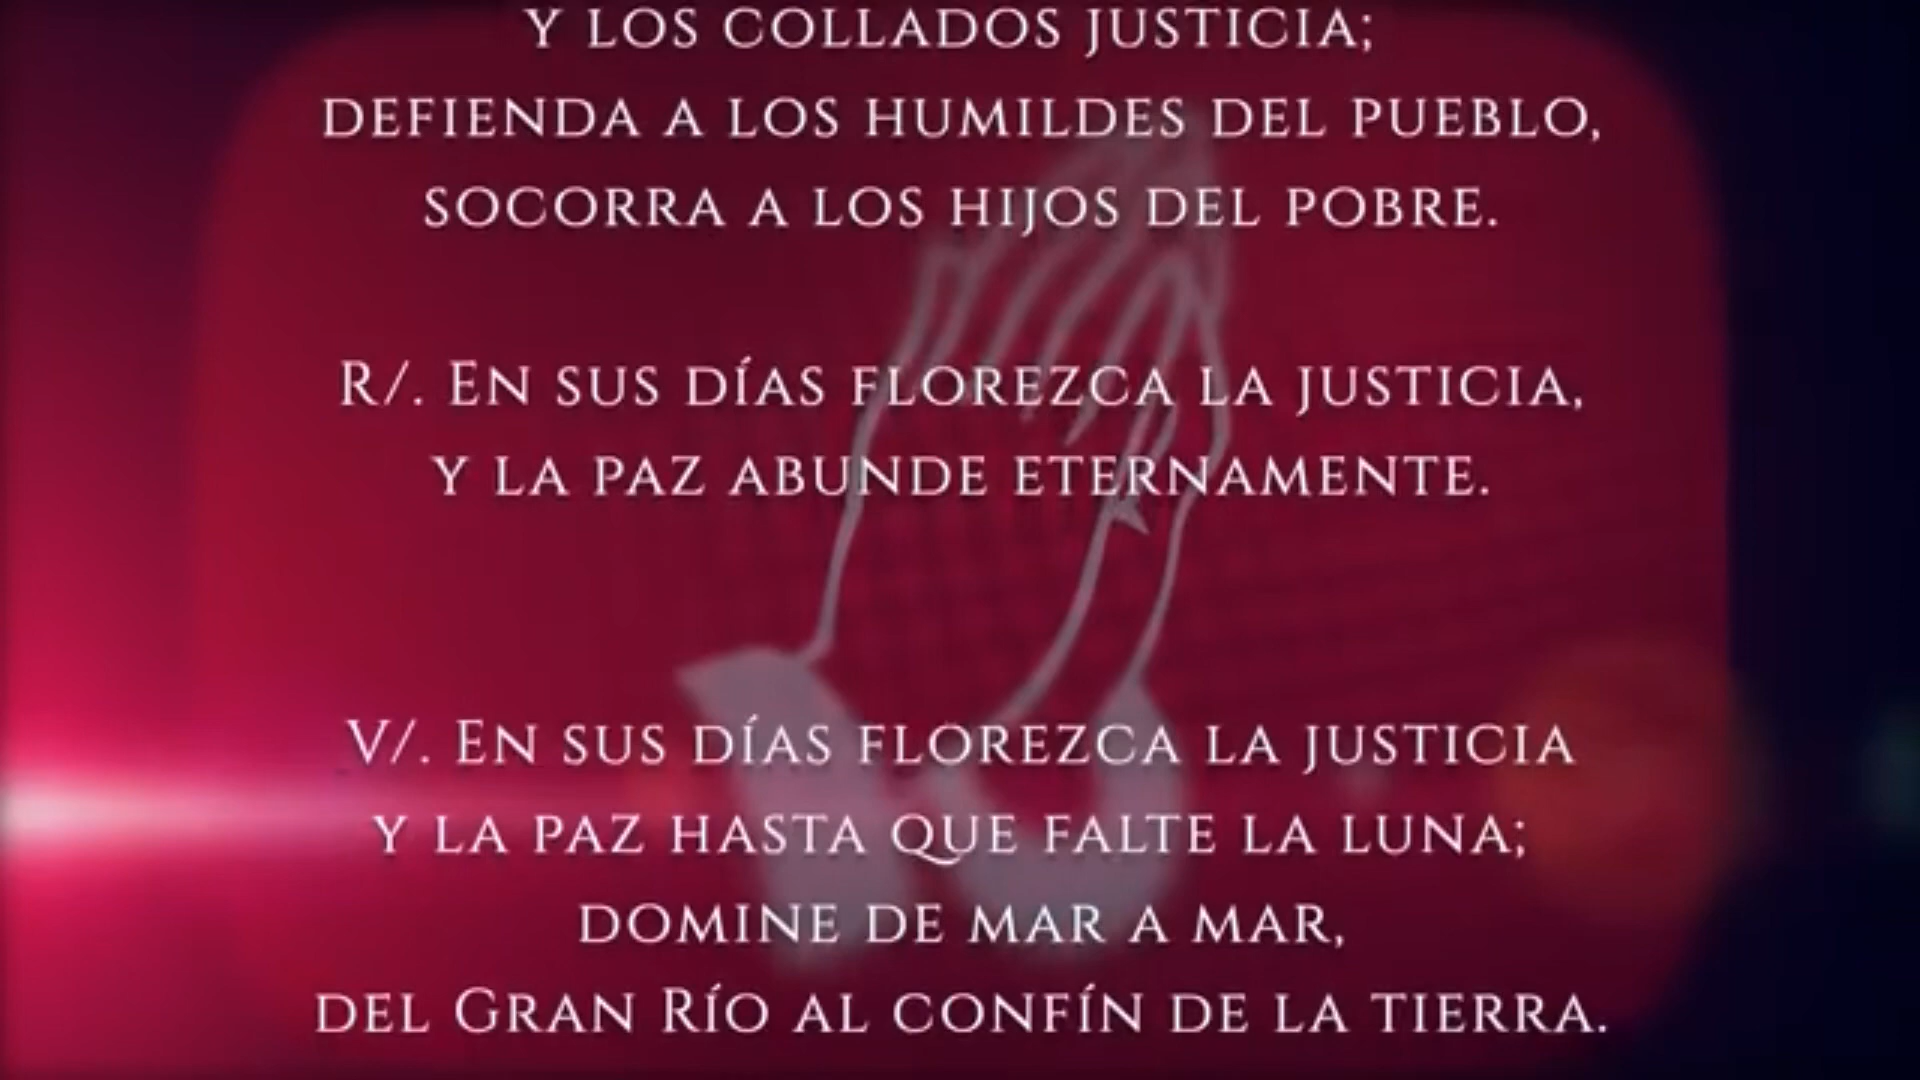 Y LOS COLLADOS JUSTICIA;
DEFIENDA A LOS HUMILDES DEL PUEBLO,
SOCORRA A LOS HIJOS DEL POBRE.
R/. EN SUS DÍAS FLOREZCA LA JUSTICIA,
Y LA PAZ ABUNDE ETERNAMENTE.
V/. EN SUS DÍAS FLOREZCA LA JUSTICIA
Y LA PAZ HASTA QUE FALTE LA LUNA;
DOMINE DE MAR A MAR,
DEL GRAN RÍO AL CONFÍN DE LA TIERRA.